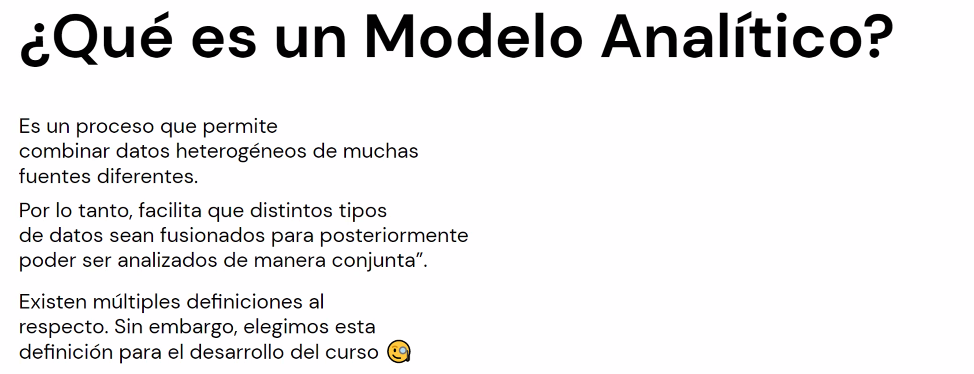 ¿Qué es un Modelo Analítico?
Es un proceso que permite
combinar datos heterogéneos de muchas
fuentes diferentes.
Por lo tanto, facilita que distintos tipos
de datos sean fusionados para posteriormente
poder ser analizados de manera conjunta”.
Existen múltiples definiciones al
respecto. Sin embargo, elegimos esta
definición para el desarrollo del curso 🧐